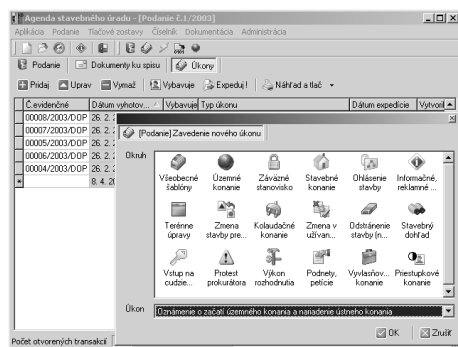 Agenda stavebného úradu - [Podanie č.1/2003]
Aplikácia Podanie Tlačové zostavy Číselník Dokumentácia Administrácia
Podanie Dokumenty ku spisu Úkony
Pridaj Uprav Vymaž Vybavuje Expeduj! Náhľad a tlač
Č.evidenčné Dátum vyhotov... Vybavuje Typ úkonu Dátum expedície Vytvoril
00008/2003/DOP 26. 2. 2
00007/2003/DOP 26. 2. 2
00005/2003/DOP 26. 2. 2
00006/2003/DOP 26. 2. 2
00004/2003/DOP 26. 2. 2
8. 4. 20
[Podanie] Zavedenie nového úkonu
Okruh
Všeobecné šablóny
Územné konanie
Záväzné stanovisko
Stavebné konanie
Ohlásenie stavby
Informačné, reklamné ...
Terénne úpravy
Zmena stavby pre...
Kolaudačné konanie
Zmena v užívan...
Odstránenie stavby (n...
Stavebný dohľad
Vstup na cudzie...
Protest prokurátora
Výkon rozhodnutia
Podnety, petície
Vyvlasňov... konanie
Priestupkové konanie
Úkon Oznámenie o začatí územného konania a nariadenie ústneho konania
OK Zrušiť
Počet otvorených transakcií